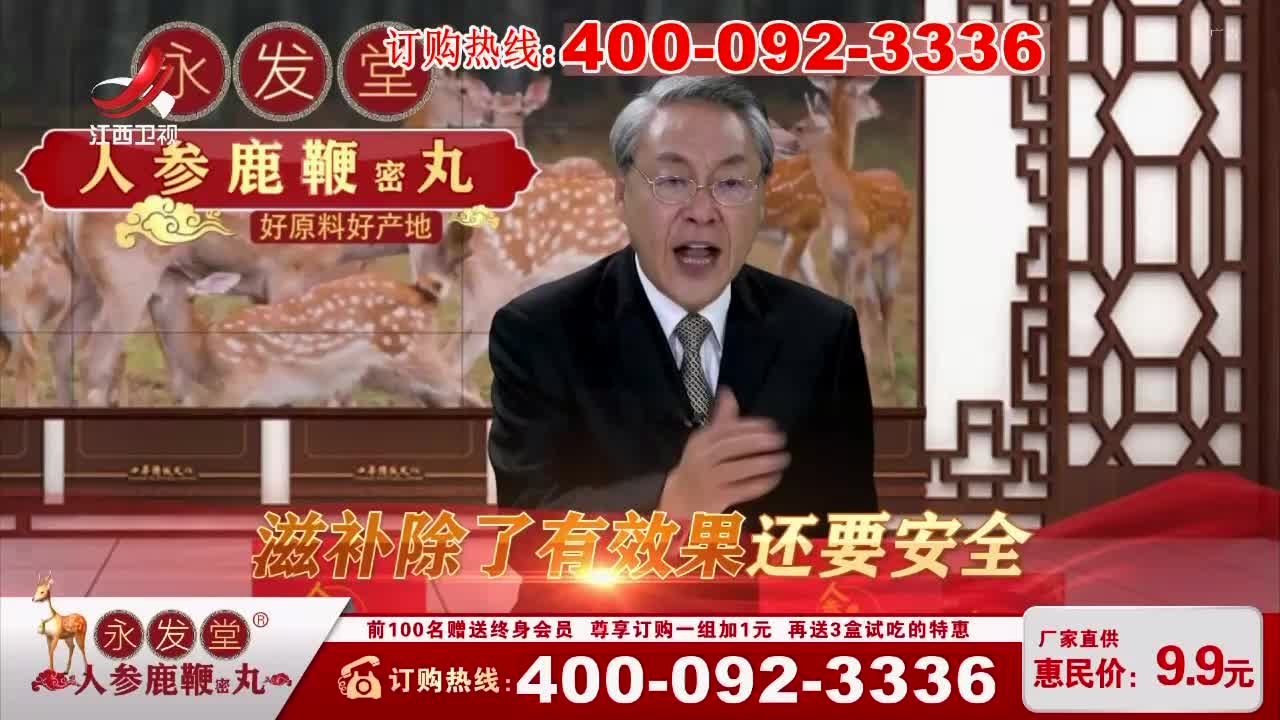 永发堂
订购热线:400-092-3336
江西卫视
人参鹿鞭密丸
好原料好产地
滋补除了有效果还要安全
永发堂®
人参鹿鞭密丸
前100名赠送终身会员 尊享订购一组加1元 再送3盒试吃的特惠
订购热线:400-092-3336
厂家直供
惠民价:9.9元